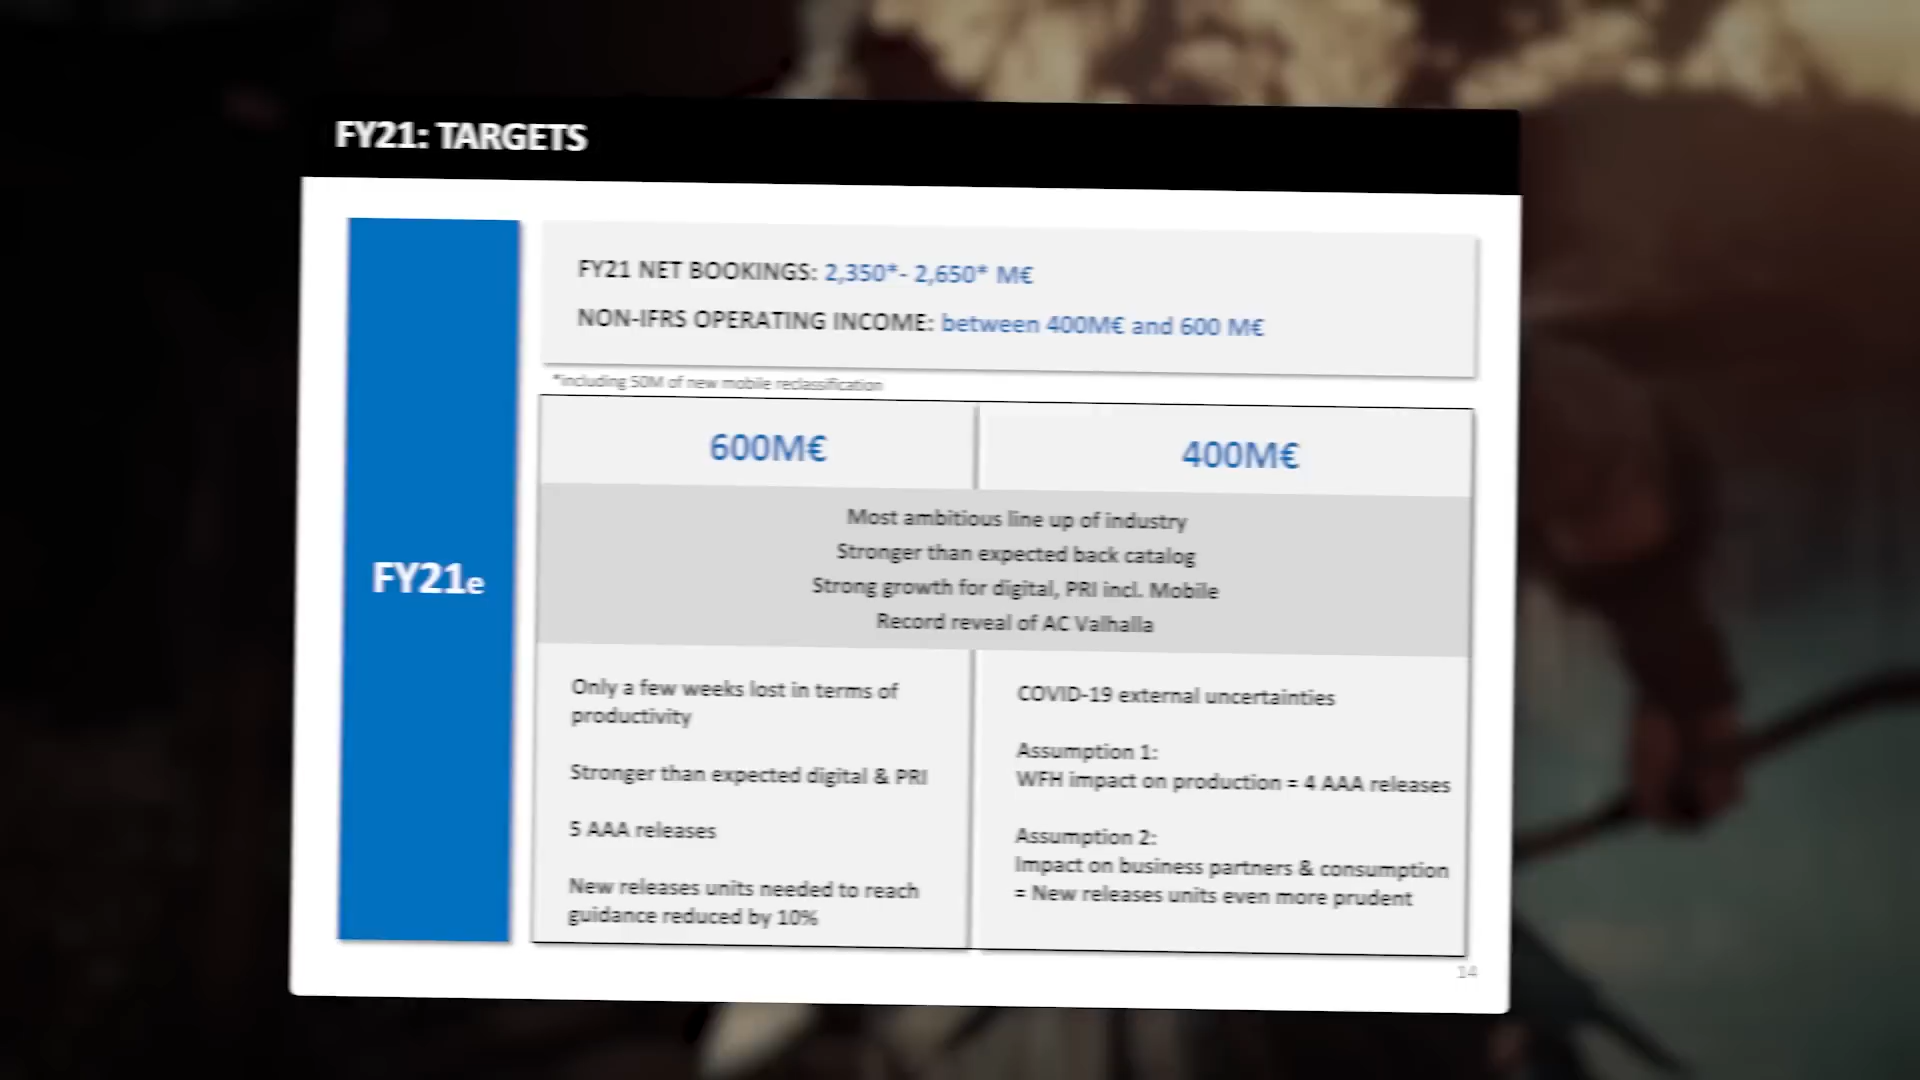 FY21: TARGETS
FY21 NET BOOKINGS: 2,350*- 2,650* M€
NON-IFRS OPERATING INCOME: between 400M€ and 600 M€
*including 50M of new mobile reclassification
FY21e
600M€
400M€
Most ambitious line up of industry
Stronger than expected back catalog
Strong growth for digital, PRI incl. Mobile
Record reveal of AC Valhalla
Only a few weeks lost in terms of
productivity
Stronger than expected digital & PRI
5 AAA releases
New releases units needed to reach
guidance reduced by 10%
COVID-19 external uncertainties
Assumption 1:
WFH impact on production = 4 AAA releases
Assumption 2:
Impact on business partners & consumption
= New releases units even more prudent
14